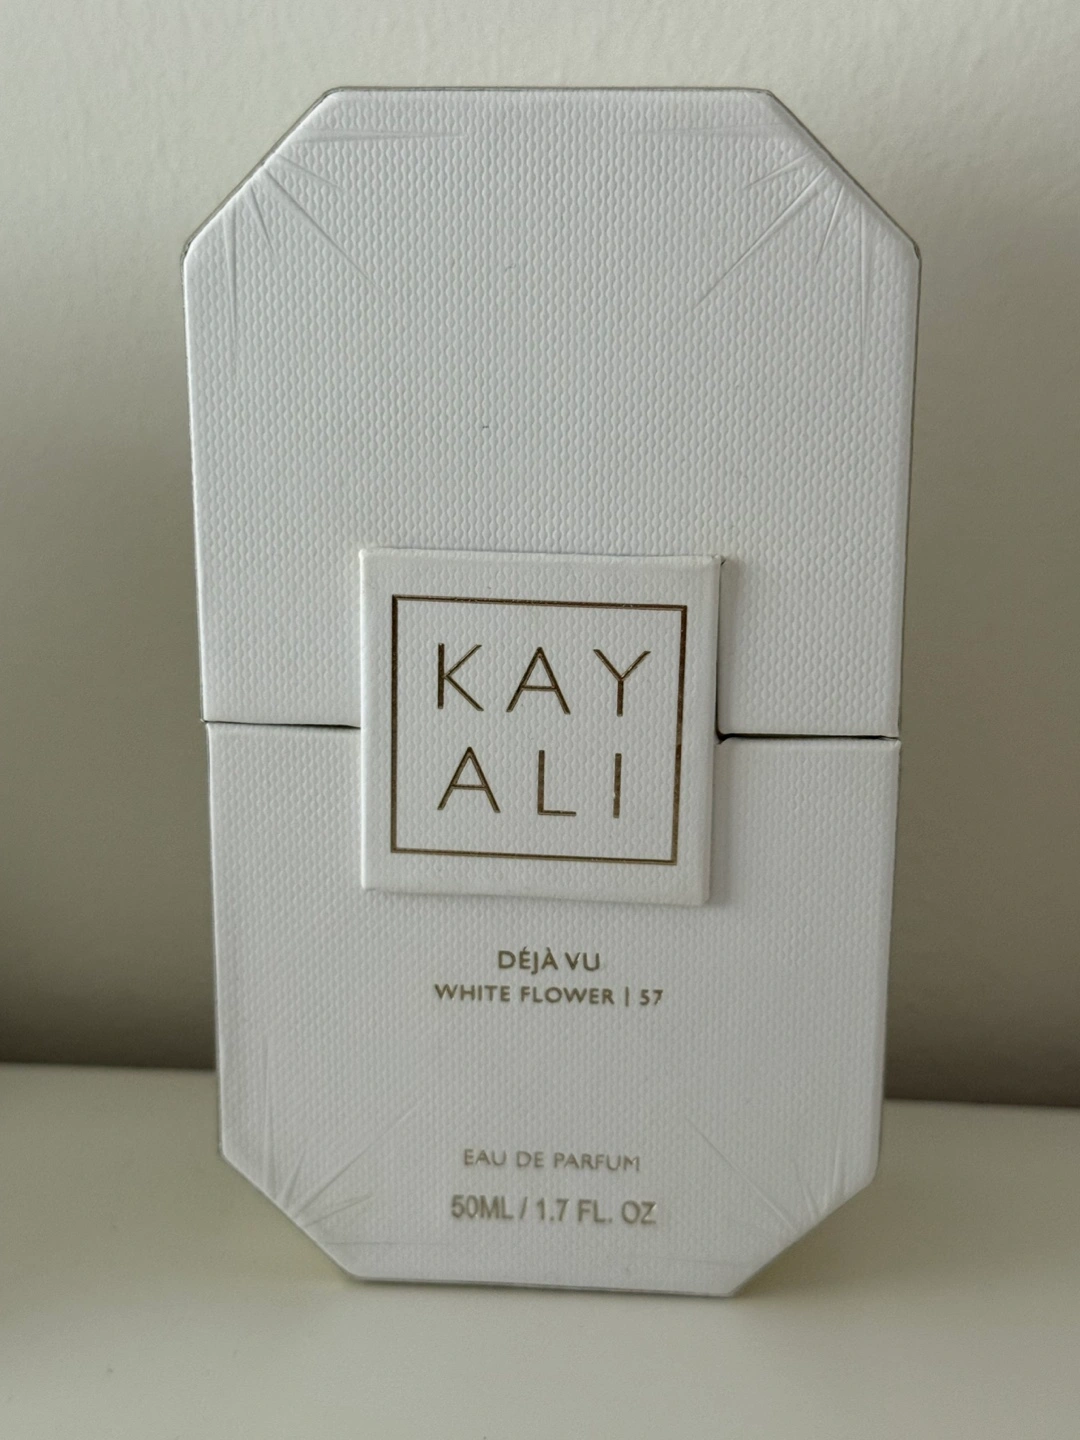 KAY
ALI
DÉJÀ VU
WHITE FLOWER | 57
EAU DE PARFUM
50ML / 1.7 FL. OZ